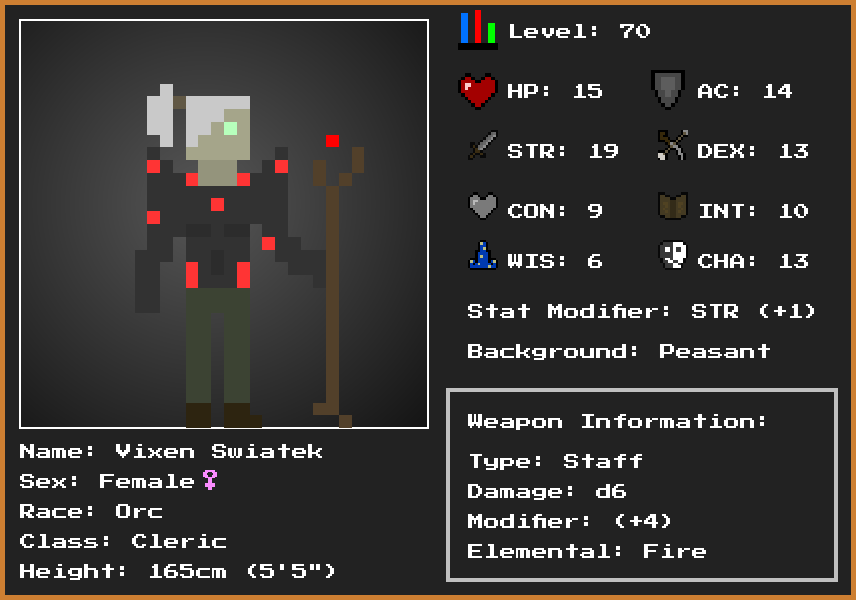 Level: 70
HP: 15
AC: 14
STR: 19
DEX: 13
CON: 9
INT: 10
WIS: 6
CHA: 13
Stat Modifier: STR (+1)
Background: Peasant
Weapon Information:
Type: Staff
Damage: d6
Modifier: (+4)
Elemental: Fire
Name: Vixen Swiatek
Sex: Female♀
Race: Orc
Class: Cleric
Height: 165cm (5'5")